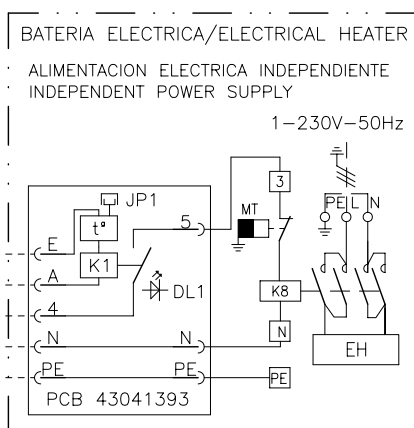 BATERIA ELECTRICA/ELECTRICAL HEATER
ALIMENTACION ELECTRICA INDEPENDIENTE
INDEPENDENT POWER SUPPLY
1-230V-50Hz
JP1
3
MT
PE L N
tº
5
E
K1
A
DL1
K8
4
N N
N
EH
PE PE
PE
PCB 43041393